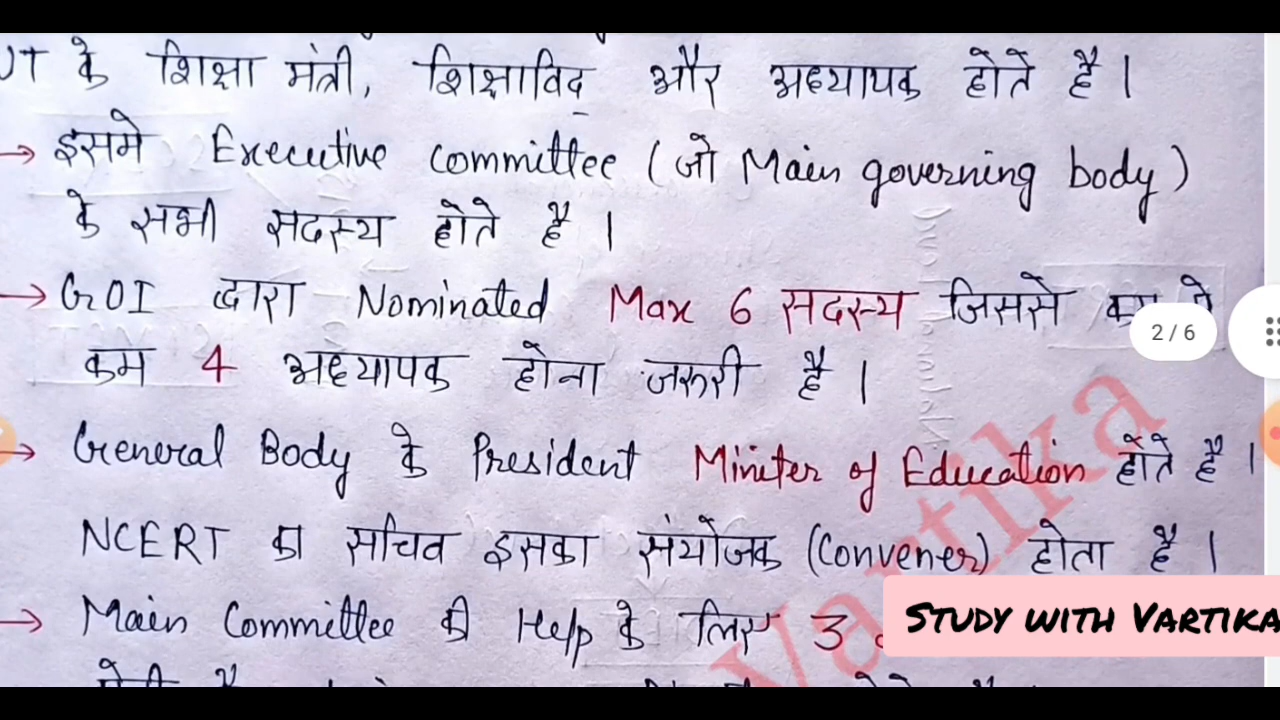 UT के शिक्षा मंत्री, शिक्षाविद और अध्यापक होते है ।
→ इसमे Executive committee (जो Main governing body)
के सभी सदस्य होते है ।
→ GOI द्वारा Nominated Max 6 सदस्य जिससे कम से
2 / 6
कम 4 अध्यापक होना जरूरी है ।
→ General Body के President Miniter of Education होते है ।
NCERT का सचिव इसका संयोजक (Convener) होता है ।
→ Main Committee की Help के लिए 3
STUDY WITH VARTIKA
Vartika